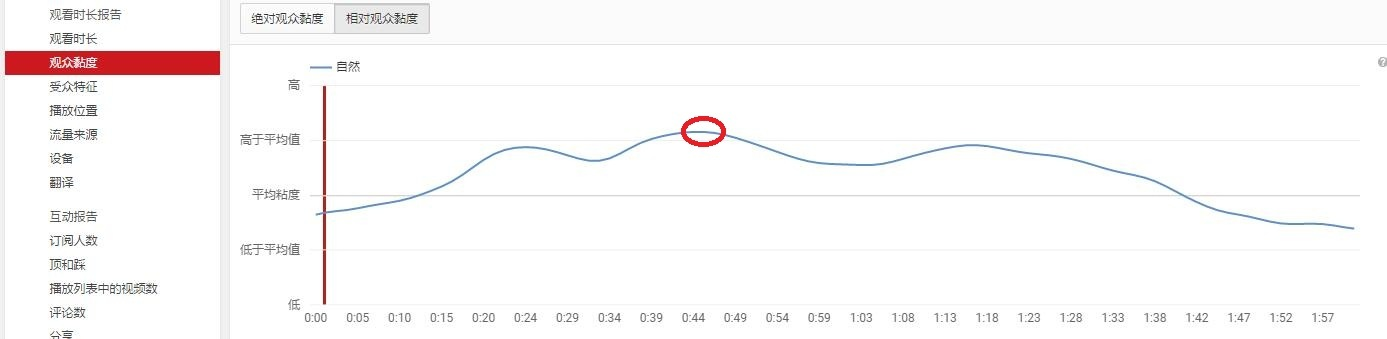 观看时长报告
观看时长
观众黏度
受众特征
播放位置
流量来源
设备
翻译
互动报告
订阅人数
顶和踩
播放列表中的视频数
评论数
分享
绝对观众黏度 相对观众黏度
自然
高
高于平均值
平均粘度
低于平均值
低
0:00 0:05 0:10 0:15 0:20 0:24 0:29 0:34 0:39 0:44 0:49 0:54 0:59 1:03 1:08 1:13 1:18 1:23 1:28 1:33 1:38 1:42 1:47 1:52 1:57
?